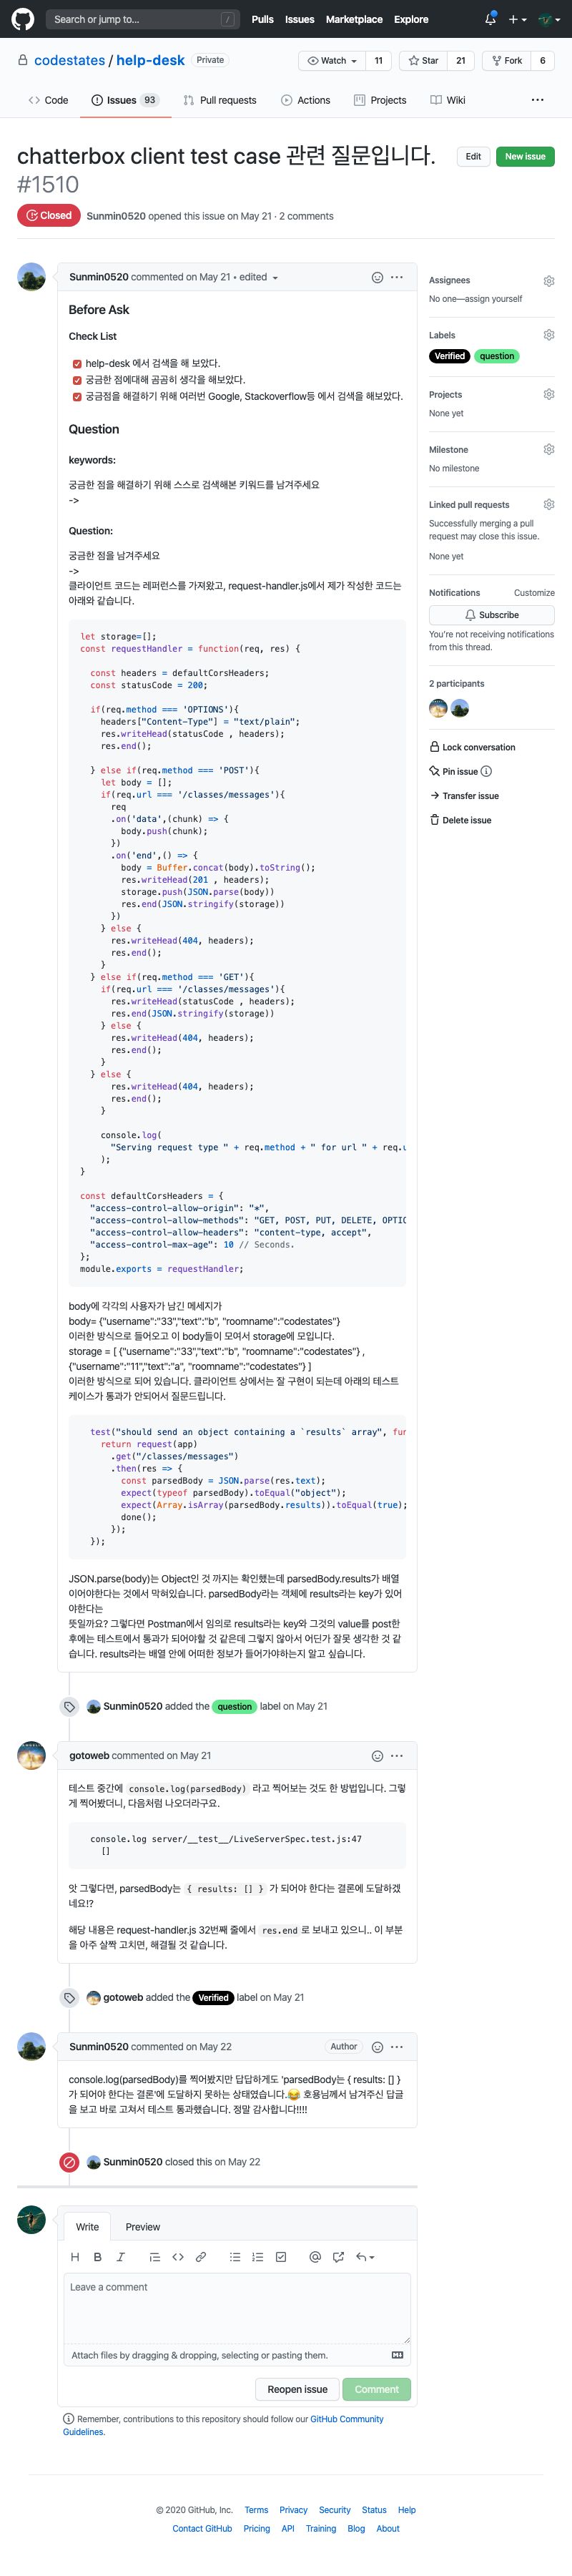 Search or jump to... /
Pulls Issues Marketplace Explore
codestates / help-desk Private
Watch 11 Star 21 Fork 6
Code Issues 93 Pull requests Actions Projects Wiki ...
chatterbox client test case 관련 질문입니다.
#1510
Edit New issue
Closed Sunmin0520 opened this issue on May 21 · 2 comments
Sunmin0520 commented on May 21 • edited
Before Ask
Check List
help-desk 에서 검색을 해 보았다.
궁금한 점에대해 곰곰히 생각을 해보았다.
궁금점을 해결하기 위해 여러번 Google, Stackoverflow등 에서 검색을 해보았다.
Question
keywords:
궁금한 점을 해결하기 위해 스스로 검색해본 키워드를 남겨주세요
->
Question:
궁금한 점을 남겨주세요
->
클라이언트 코드는 레퍼런스를 가져왔고, request-handler.js에서 제가 작성한 코드는
아래와 같습니다.
let storage=[];
const requestHandler = function(req, res) {
const headers = defaultCorsHeaders;
const statusCode = 200;
if(req.method === 'OPTIONS'){
headers["Content-Type"] = "text/plain";
res.writeHead(statusCode , headers);
res.end();
} else if(req.method === 'POST'){
let body = [];
if(req.url === '/classes/messages'){
req
.on('data',(chunk) => {
body.push(chunk);
})
.on('end',() => {
body = Buffer.concat(body).toString();
res.writeHead(201 , headers);
storage.push(JSON.parse(body))
res.end(JSON.stringify(storage))
})
} else {
res.writeHead(404, headers);
res.end();
}
} else if(req.method === 'GET'){
if(req.url === '/classes/messages'){
res.writeHead(statusCode , headers);
res.end(JSON.stringify(storage))
} else {
res.writeHead(404, headers);
res.end();
}
} else {
res.writeHead(404, headers);
res.end();
}
console.log(
"Serving request type " + req.method + " for url " + req.u
);
}
const defaultCorsHeaders = {
"access-control-allow-origin": "*",
"access-control-allow-methods": "GET, POST, PUT, DELETE, OPTIC
"access-control-allow-headers": "content-type, accept",
"access-control-max-age": 10 // Seconds.
};
module.exports = requestHandler;
body에 각각의 사용자가 남긴 메세지가
body= {"username":"33","text":"b", "roomname":"codestates"}
이러한 방식으로 들어오고 이 body들이 모여서 storage에 모입니다.
storage = [ {"username":"33","text":"b", "roomname":"codestates"} ,
{"username":"11","text":"a", "roomname":"codestates"} ]
이러한 방식으로 되어 있습니다. 클라이언트 상에서는 잘 구현이 되는데 아래의 테스트
케이스가 통과가 안되어서 질문드립니다.
test("should send an object containing a `results` array", fur
return request(app)
.get("/classes/messages")
.then(res => {
const parsedBody = JSON.parse(res.text);
expect(typeof parsedBody).toEqual("object");
expect(Array.isArray(parsedBody.results)).toEqual(true);
done();
});
});
JSON.parse(body)는 Object인 것 까지는 확인했는데 parsedBody.results가 배열
이어야한다는 것에서 막혀있습니다. parsedBody라는 객체에 results라는 key가 있어
야한다는
뜻일까요? 그렇다면 Postman에서 임의로 results라는 key와 그것의 value를 post한
후에는 테스트에서 통과가 되어야할 것 같은데 그렇지 않아서 어딘가 잘못 생각한 것 같
습니다. results라는 배열 안에 어떠한 정보가 들어가야하는지 알고 싶습니다.
Sunmin0520 added the question label on May 21
gotoweb commented on May 21
테스트 중간에 console.log(parsedBody) 라고 찍어보는 것도 한 방법입니다. 그렇
게 찍어봤더니, 다음처럼 나오더라구요.
console.log server/__test__/LiveServerSpec.test.js:47
[]
앗 그렇다면, parsedBody는 { results: [] } 가 되어야 한다는 결론에 도달하겠
네요!?
해당 내용은 request-handler.js 32번째 줄에서 res.end 로 보내고 있으니.. 이 부분
을 아주 살짝 고치면, 해결될 것 같습니다.
gotoweb added the Verified label on May 21
Sunmin0520 commented on May 22 Author
console.log(parsedBody)를 찍어봤지만 답답하게도 'parsedBody는 { results: [] }
가 되어야 한다는 결론'에 도달하지 못하는 상태였습니다.😂 호용님께서 남겨주신 답글
을 보고 바로 고쳐서 테스트 통과했습니다. 정말 감사합니다!!!!
Sunmin0520 closed this on May 22
Write Preview
H B I
Leave a comment
Attach files by dragging & dropping, selecting or pasting them.
Reopen issue Comment
Remember, contributions to this repository should follow our GitHub Community
Guidelines.
Assignees
No one—assign yourself
Labels
Verified question
Projects
None yet
Milestone
No milestone
Linked pull requests
Successfully merging a pull
request may close this issue.
None yet
Notifications Customize
Subscribe
You're not receiving notifications
from this thread.
2 participants
Lock conversation
Pin issue
Transfer issue
Delete issue
© 2020 GitHub, Inc. Terms Privacy Security Status Help
Contact GitHub Pricing API Training Blog About